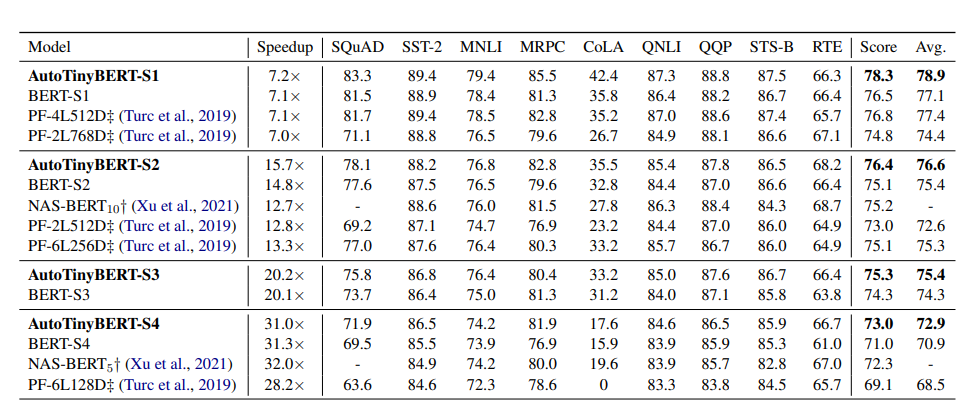 Model Speedup SQuAD SST-2 MNLI MRPC CoLA QNLI QQP STS-B RTE Score Avg.
AutoTinyBERT-S1 7.2× 83.3 89.4 79.4 85.5 42.4 87.3 88.8 87.5 66.3 78.3 78.9
BERT-S1 7.1× 81.5 88.9 78.4 81.3 35.8 86.4 88.2 86.7 66.4 76.5 77.1
PF-4L512D‡ (Turc et al., 2019) 7.1× 81.7 89.4 78.5 82.8 35.2 87.0 88.6 87.4 65.7 76.8 77.4
PF-2L768D‡ (Turc et al., 2019) 7.0× 71.1 88.8 76.5 79.6 26.7 84.9 88.1 86.6 67.1 74.8 74.4
AutoTinyBERT-S2 15.7× 78.1 88.2 76.8 82.8 35.5 85.4 87.8 86.5 68.2 76.4 76.6
BERT-S2 14.8× 77.6 87.5 76.5 79.6 32.8 84.4 87.0 86.6 66.4 75.1 75.4
NAS-BERT₁₀† (Xu et al., 2021) 12.7× - 88.6 76.0 81.5 27.8 86.3 88.4 84.3 68.7 75.2 -
PF-2L512D‡ (Turc et al., 2019) 12.8× 69.2 87.1 74.7 76.9 23.2 84.4 87.0 86.0 64.9 73.0 72.6
PF-6L256D‡ (Turc et al., 2019) 13.3× 77.0 87.6 76.4 80.3 33.2 85.7 86.7 86.0 64.9 75.1 75.3
AutoTinyBERT-S3 20.2× 75.8 86.8 76.4 80.4 33.2 85.0 87.6 86.7 66.4 75.3 75.4
BERT-S3 20.1× 73.7 86.4 75.0 81.3 31.2 84.0 87.1 85.8 63.8 74.3 74.3
AutoTinyBERT-S4 31.0× 71.9 86.5 74.2 81.9 17.6 84.6 86.5 85.9 66.7 73.0 72.9
BERT-S4 31.3× 69.5 85.5 73.9 76.9 15.9 83.9 85.9 85.3 61.0 71.0 70.9
NAS-BERT₅† (Xu et al., 2021) 32.0× - 84.9 74.2 80.0 19.6 83.9 85.7 82.8 67.0 72.3 -
PF-6L128D‡ (Turc et al., 2019) 28.2× 63.6 84.6 72.3 78.6 0 83.3 83.8 84.5 65.7 69.1 68.5